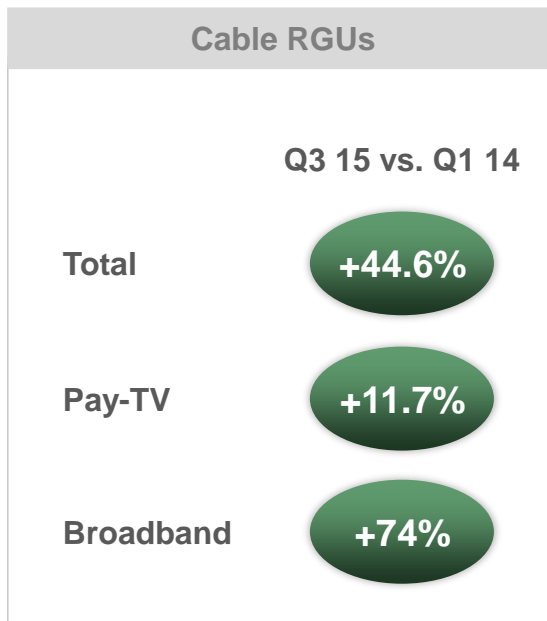 Cable RGUs
Q3 15 vs. Q1 14
Total +44.6%
Pay-TV +11.7%
Broadband +74%